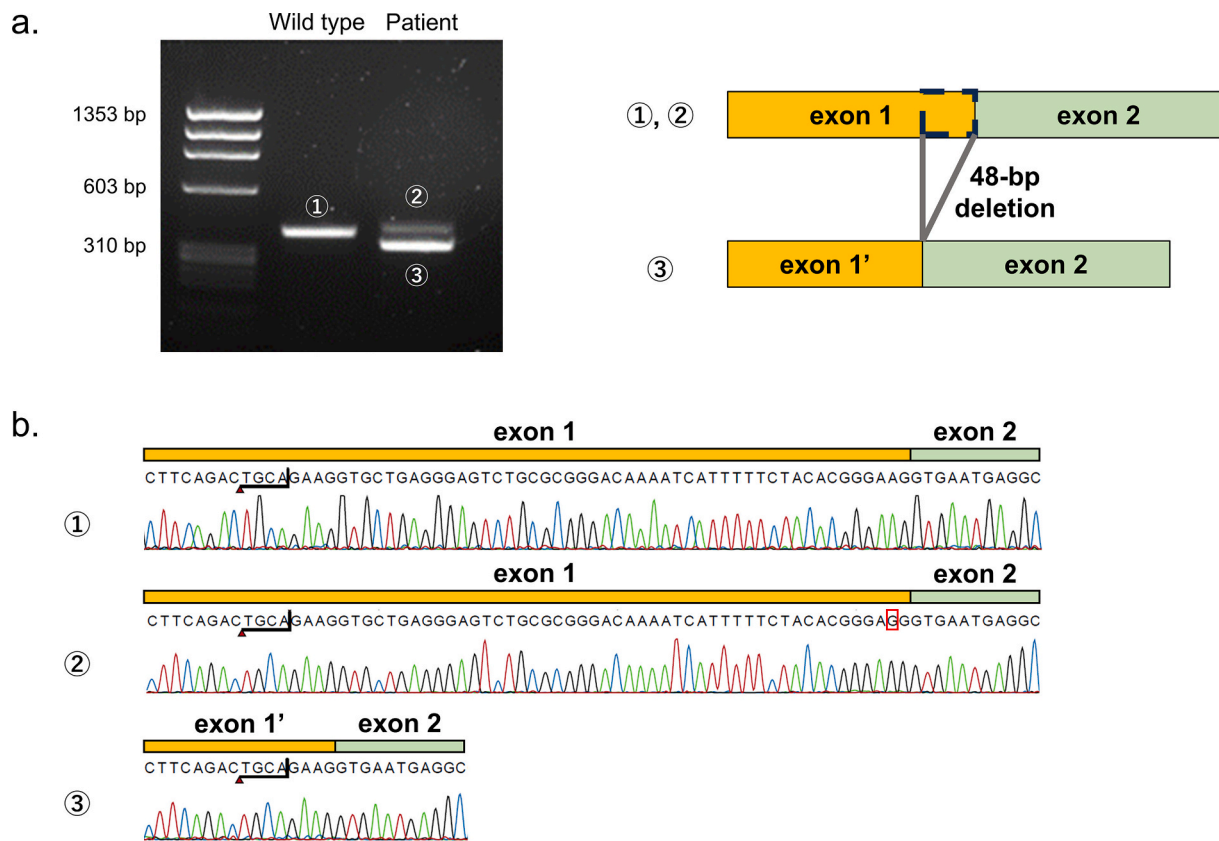 a.
Wild type Patient
1353 bp
603 bp
310 bp
①
②
③
①, ②
exon 1 exon 2
48-bp
deletion
③
exon 1’ exon 2
b.
exon 1 exon 2
CTTCAGACTGCAGAAGGTGCTGAGGGAGTCTGCGCGGGACAAAATCATTTTTCTACACGGGAAGGTGAATGAGGC
①
exon 1 exon 2
CTTCAGACTGCAGAAGGTGCTGAGGGAGTCTGCGCGGGACAAAATCATTTTTCTACACGGGAGGGTGAATGAGGC
②
exon 1’ exon 2
CTTCAGACTGCAGAAGGTGAATGAGGC
③